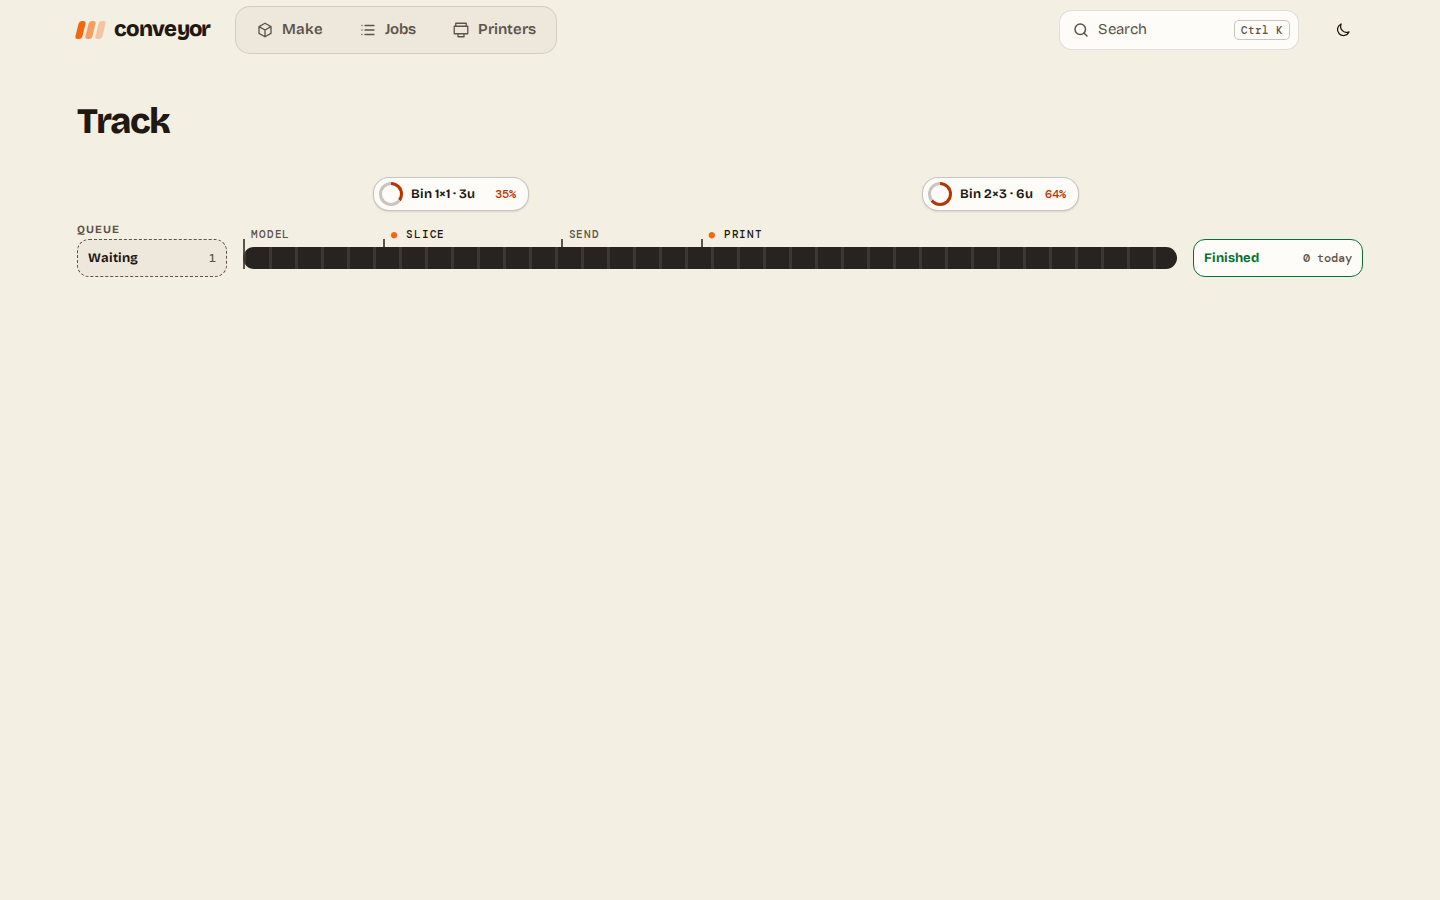 conveyor
Make
Jobs
Printers
Search
Ctrl K
Track
Bin 1×1 · 3u 35%
Bin 2×3 · 6u 64%
QUEUE
Waiting 1
MODEL
SLICE
SEND
PRINT
Finished 0 today